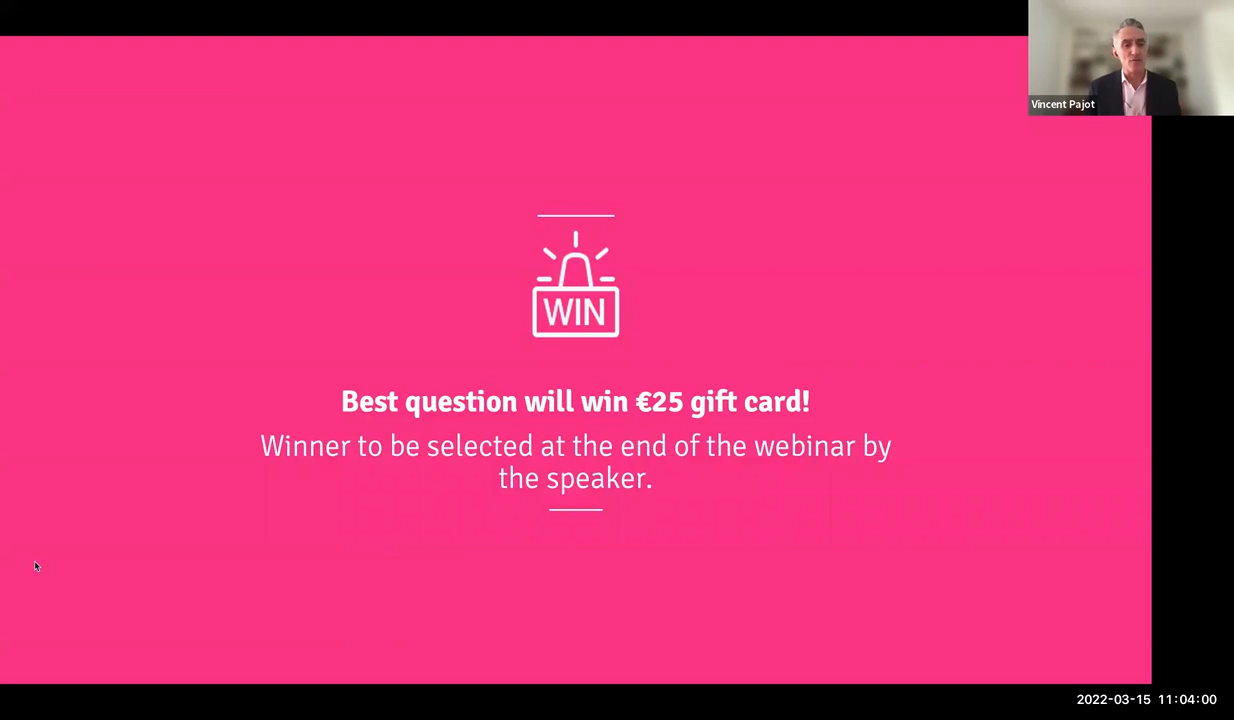 Vincent Pajot
WIN
Best question will win €25 gift card!
Winner to be selected at the end of the webinar by
the speaker.
2022-03-15 11:04:00